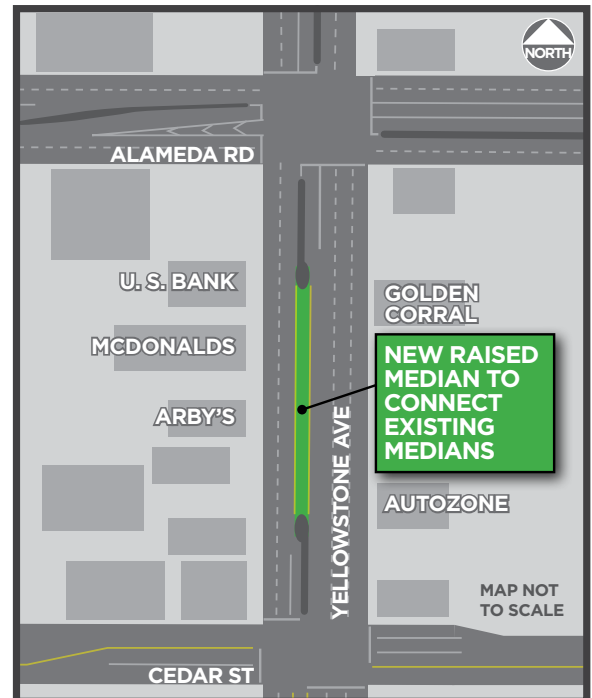 NORTH
ALAMEDA RD
U. S. BANK
GOLDEN
CORRAL
MCDONALDS
NEW RAISED
MEDIAN TO
CONNECT
EXISTING
MEDIANS
ARBY'S
YELLOWSTONE AVE
AUTOZONE
MAP NOT
TO SCALE
CEDAR ST